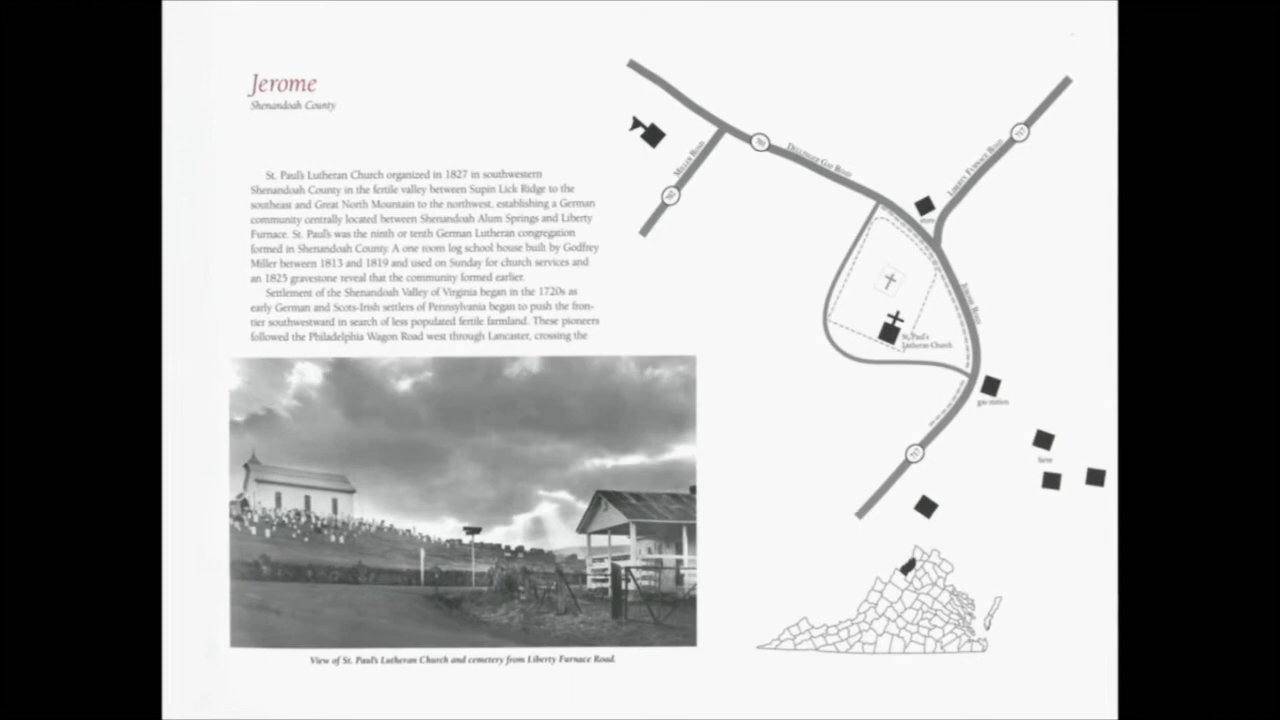 Jerome
Shenandoah County
St. Paul's Lutheran Church organized in 1827 in southwestern
Shenandoah County in the fertile valley between Supin Lick Ridge to the
southeast and Great North Mountain to the northwest, establishing a German
community centrally located between Shenandoah Alum Springs and Liberty
Furnace. St. Paul's was the ninth or tenth German Lutheran congregation
formed in Shenandoah County. A one room log school house built by Godfrey
Miller between 1813 and 1819 and used on Sunday for church services and
an 1825 gravestone reveal that the community formed earlier.
Settlement of the Shenandoah Valley of Virginia began in the 1720s as
early German and Scots-Irish settlers of Pennsylvania began to push the fron-
tier southwestward in search of less populated fertile farmland. These pioneers
followed the Philadelphia Wagon Road west through Lancaster, crossing the
View of St. Paul's Lutheran Church and cemetery from Liberty Furnace Road.
Miller Road
Dellinger Gap Road
Liberty Furnace Road
store
717
St. Paul's
Lutheran Church
gas station
farm